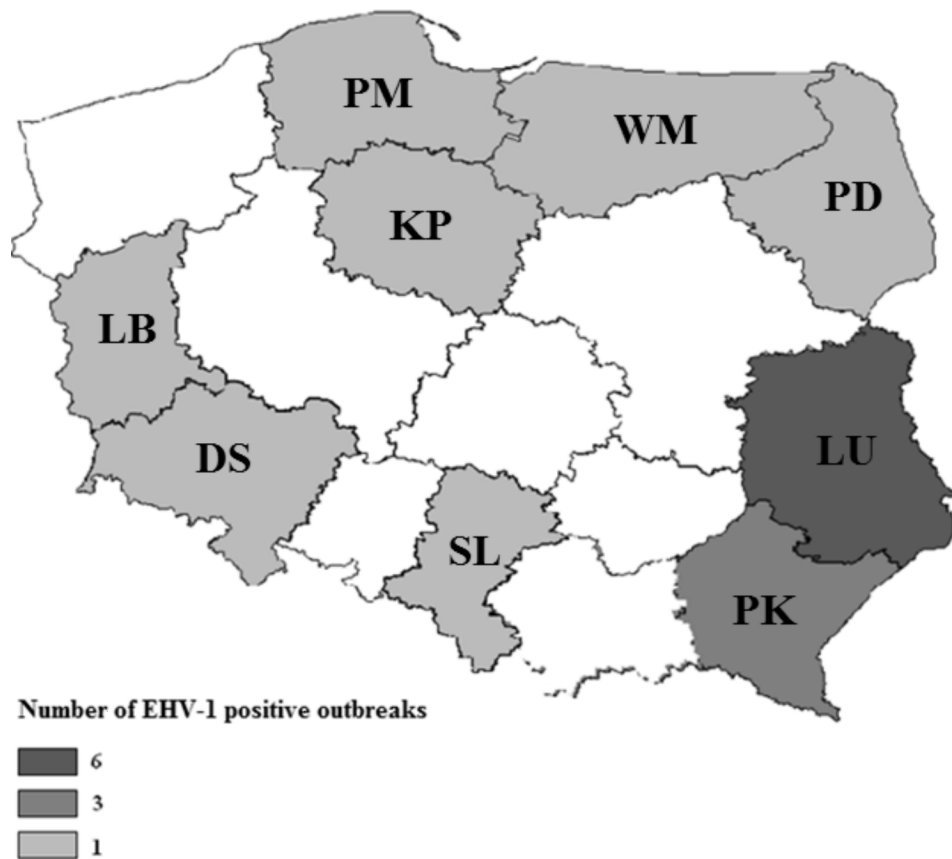 PM
WM
PD
KP
LB
DS
LU
SL
PK
Number of EHV-1 positive outbreaks
6
3
1